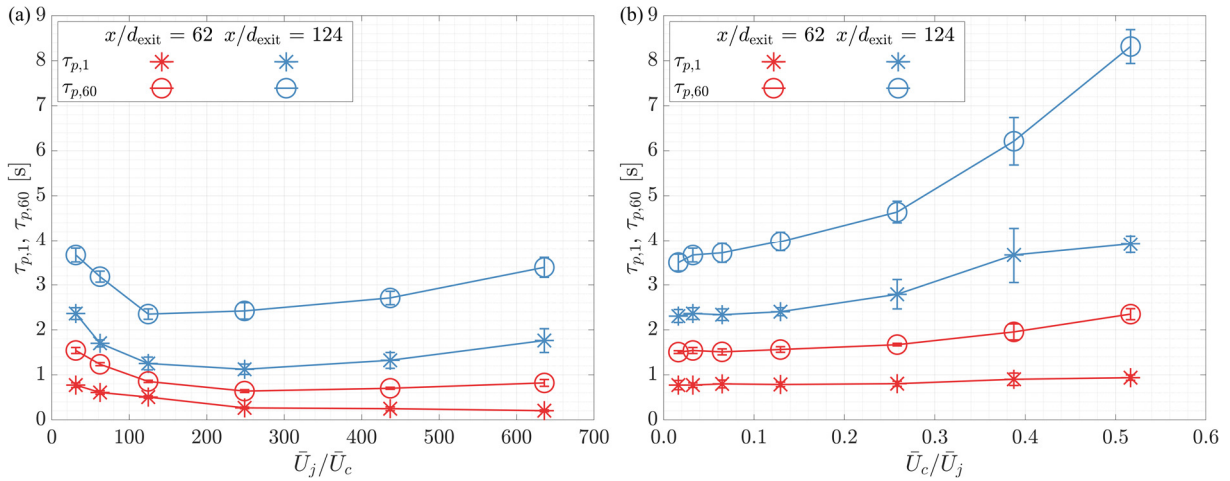 (a)
x/d_exit = 62 x/d_exit = 124
τ_p,1
τ_p,60
9
8
7
6
5
4
3
2
1
0
τ_p,1, τ_p,60 [s]
0 100 200 300 400 500 600 700
Ū_j/Ū_c
(b)
x/d_exit = 62 x/d_exit = 124
τ_p,1
τ_p,60
9
8
7
6
5
4
3
2
1
0
τ_p,1, τ_p,60 [s]
0.0 0.1 0.2 0.3 0.4 0.5 0.6
Ū_c/Ū_j